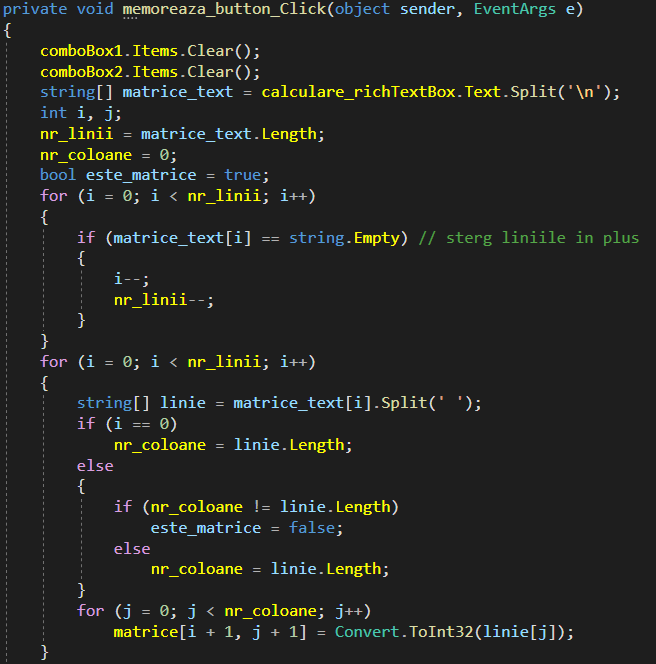 private void memoreaza_button_Click(object sender, EventArgs e)
{
    comboBox1.Items.Clear();
    comboBox2.Items.Clear();
    string[] matrice_text = calculare_richTextBox.Text.Split('\n');
    int i, j;
    nr_linii = matrice_text.Length;
    nr_coloane = 0;
    bool este_matrice = true;
    for (i = 0; i < nr_linii; i++)
    {
        if (matrice_text[i] == string.Empty) // sterg liniile in plus
        {
            i--;
            nr_linii--;
        }
    }
    for (i = 0; i < nr_linii; i++)
    {
        string[] linie = matrice_text[i].Split(' ');
        if (i == 0)
            nr_coloane = linie.Length;
        else
        {
            if (nr_coloane != linie.Length)
                este_matrice = false;
            else
                nr_coloane = linie.Length;
        }
        for (j = 0; j < nr_coloane; j++)
            matrice[i + 1, j + 1] = Convert.ToInt32(linie[j]);
    }